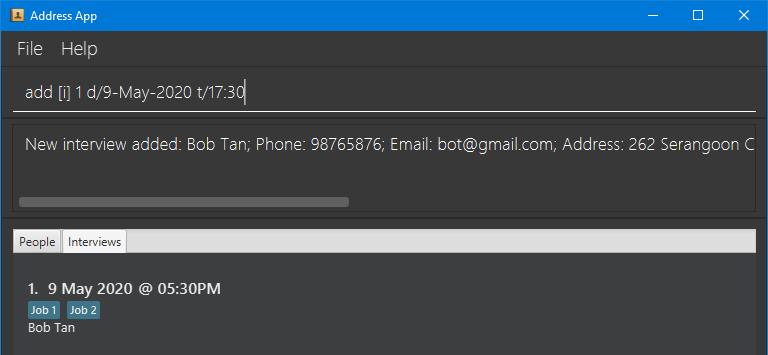 Address App
File Help
add [i] 1 d/9-May-2020 t/17:30
New interview added: Bob Tan; Phone: 98765876; Email: bot@gmail.com; Address: 262 Serangoon C
People Interviews
1. 9 May 2020 @ 05:30PM
Job 1 Job 2
Bob Tan